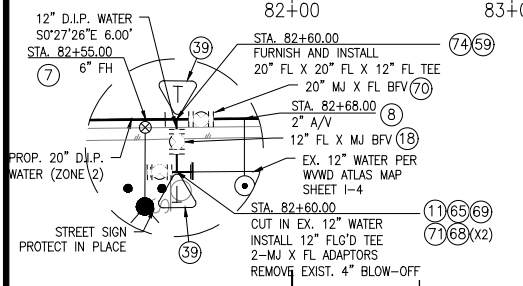 82+00
83+0
12" D.I.P. WATER
S0°27'26"E 6.00'
STA. 82+55.00
6" FH
7
39
STA. 82+60.00
FURNISH AND INSTALL
20" FL X 20" FL X 12" FL TEE
74 59
20" MJ X FL BFV 70
STA. 82+68.00
2" A/V
8
12" FL X MJ BFV 18
PROP. 20" D.I.P.
WATER (ZONE 2)
EX. 12" WATER PER
WVWD ATLAS MAP
SHEET I-4
T
T
STREET SIGN
PROTECT IN PLACE
39
STA. 82+60.00
CUT IN EX. 12" WATER
INSTALL 12" FLG'D TEE
2-MJ X FL ADAPTORS
REMOVE EXIST. 4" BLOW-OFF
11 65 69
71 68 (X2)